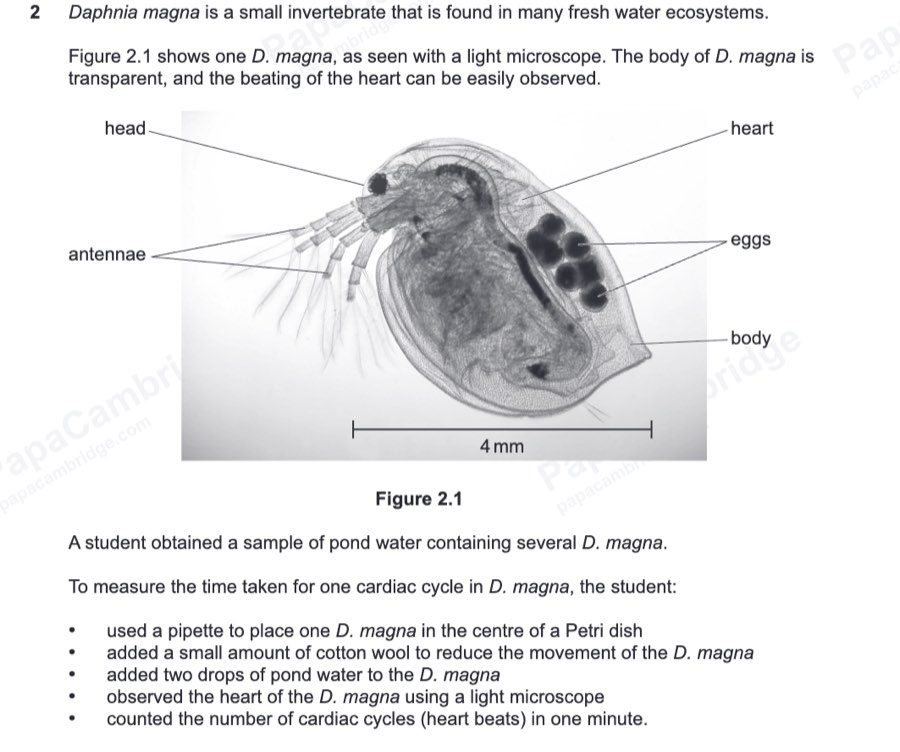 2 Daphnia magna is a small invertebrate that is found in many fresh water ecosystems.
Figure 2.1 shows one D. magna, as seen with a light microscope. The body of D. magna is
transparent, and the beating of the heart can be easily observed.
head
heart
antennae
eggs
body
4 mm
Figure 2.1
A student obtained a sample of pond water containing several D. magna.
To measure the time taken for one cardiac cycle in D. magna, the student:
• used a pipette to place one D. magna in the centre of a Petri dish
• added a small amount of cotton wool to reduce the movement of the D. magna
• added two drops of pond water to the D. magna
• observed the heart of the D. magna using a light microscope
• counted the number of cardiac cycles (heart beats) in one minute.